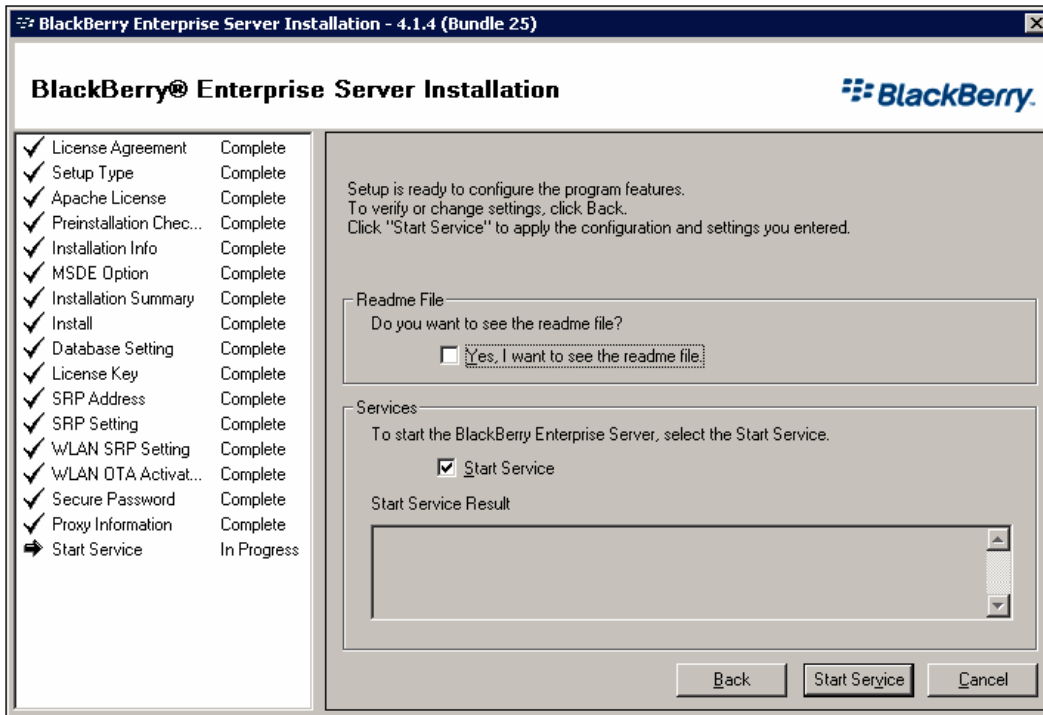 BlackBerry Enterprise Server Installation - 4.1.4 (Bundle 25)
BlackBerry® Enterprise Server Installation
BlackBerry.
License Agreement Complete
Setup Type Complete
Apache License Complete
Preinstallation Chec... Complete
Installation Info Complete
MSDE Option Complete
Installation Summary Complete
Install Complete
Database Setting Complete
License Key Complete
SRP Address Complete
SRP Setting Complete
WLAN SRP Setting Complete
WLAN OTA Activat... Complete
Secure Password Complete
Proxy Information Complete
Start Service In Progress
Setup is ready to configure the program features.
To verify or change settings, click Back.
Click "Start Service" to apply the configuration and settings you entered.
Readme File
Do you want to see the readme file?
Yes, I want to see the readme file.
Services
To start the BlackBerry Enterprise Server, select the Start Service.
Start Service
Start Service Result
Back Start Service Cancel